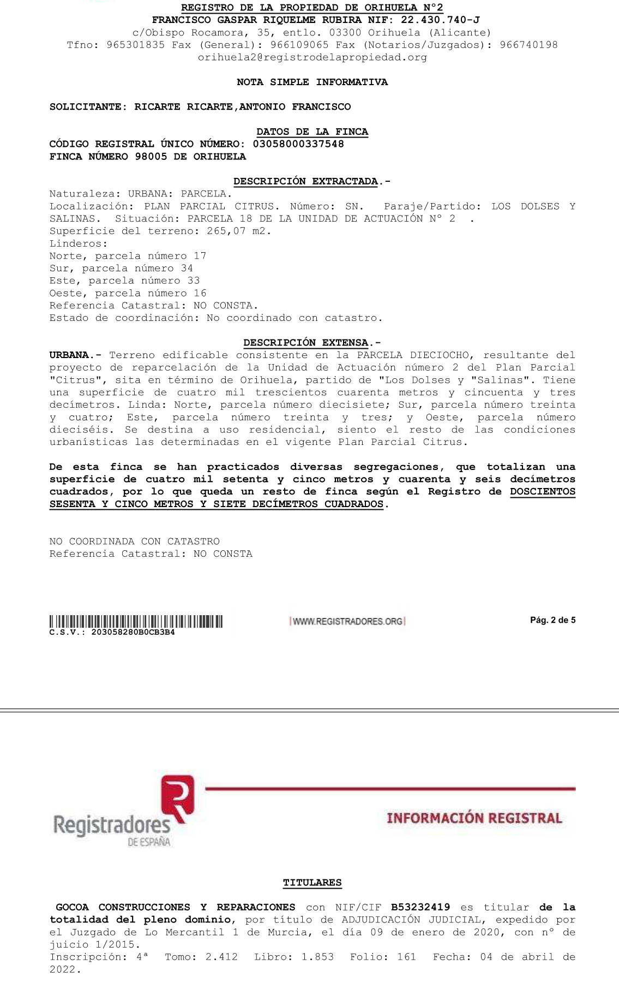 REGISTRO DE LA PROPIEDAD DE ORIHUELA Nº2
FRANCISCO GASPAR RIQUELME RUBIRA NIF: 22.430.740-J
c/Obispo Rocamora, 35, entlo. 03300 Orihuela (Alicante)
Tfno: 965301835 Fax (General): 966109065 Fax (Notarios/Juzgados): 966740198
orihuela2@registrodelapropiedad.org
NOTA SIMPLE INFORMATIVA
SOLICITANTE: RICARTE RICARTE,ANTONIO FRANCISCO
DATOS DE LA FINCA
CÓDIGO REGISTRAL ÚNICO NÚMERO: 03058000337548
FINCA NÚMERO 98005 DE ORIHUELA
DESCRIPCIÓN EXTRACTADA.-
Naturaleza: URBANA: PARCELA.
Localización: PLAN PARCIAL CITRUS. Número: SN. Paraje/Partido: LOS DOLSES Y
SALINAS. Situación: PARCELA 18 DE LA UNIDAD DE ACTUACIÓN Nº 2 .
Superficie del terreno: 265,07 m2.
Linderos:
Norte, parcela número 17
Sur, parcela número 34
Este, parcela número 33
Oeste, parcela número 16
Referencia Catastral: NO CONSTA.
Estado de coordinación: No coordinado con catastro.
DESCRIPCIÓN EXTENSA.-
URBANA.- Terreno edificable consistente en la PARCELA DIECIOCHO, resultante del
proyecto de reparcelación de la Unidad de Actuación número 2 del Plan Parcial
"Citrus", sita en término de Orihuela, partido de "Los Dolses y "Salinas". Tiene
una superficie de cuatro mil trescientos cuarenta metros y cincuenta y tres
decímetros. Linda: Norte, parcela número diecisiete; Sur, parcela número treinta
y cuatro; Este, parcela número treinta y tres; y Oeste, parcela número
dieciséis. Se destina a uso residencial, siento el resto de las condiciones
urbanísticas las determinadas en el vigente Plan Parcial Citrus.
De esta finca se han practicados diversas segregaciones, que totalizan una
superficie de cuatro mil setenta y cinco metros y cuarenta y seis decímetros
cuadrados, por lo que queda un resto de finca según el Registro de DOSCIENTOS
SESENTA Y CINCO METROS Y SIETE DECÍMETROS CUADRADOS.
NO COORDINADA CON CATASTRO
Referencia Catastral: NO CONSTA
C.S.V.: 203058280B0CB3B4
|WWW.REGISTRADORES.ORG|
Pág. 2 de 5
Registradores
DE ESPAÑA
INFORMACIÓN REGISTRAL
TITULARES
GOCOA CONSTRUCCIONES Y REPARACIONES con NIF/CIF B53232419 es titular de la
totalidad del pleno dominio, por título de ADJUDICACIÓN JUDICIAL, expedido por
el Juzgado de Lo Mercantil 1 de Murcia, el día 09 de enero de 2020, con nº de
juicio 1/2015.
Inscripción: 4ª Tomo: 2.412 Libro: 1.853 Folio: 161 Fecha: 04 de abril de
2022.